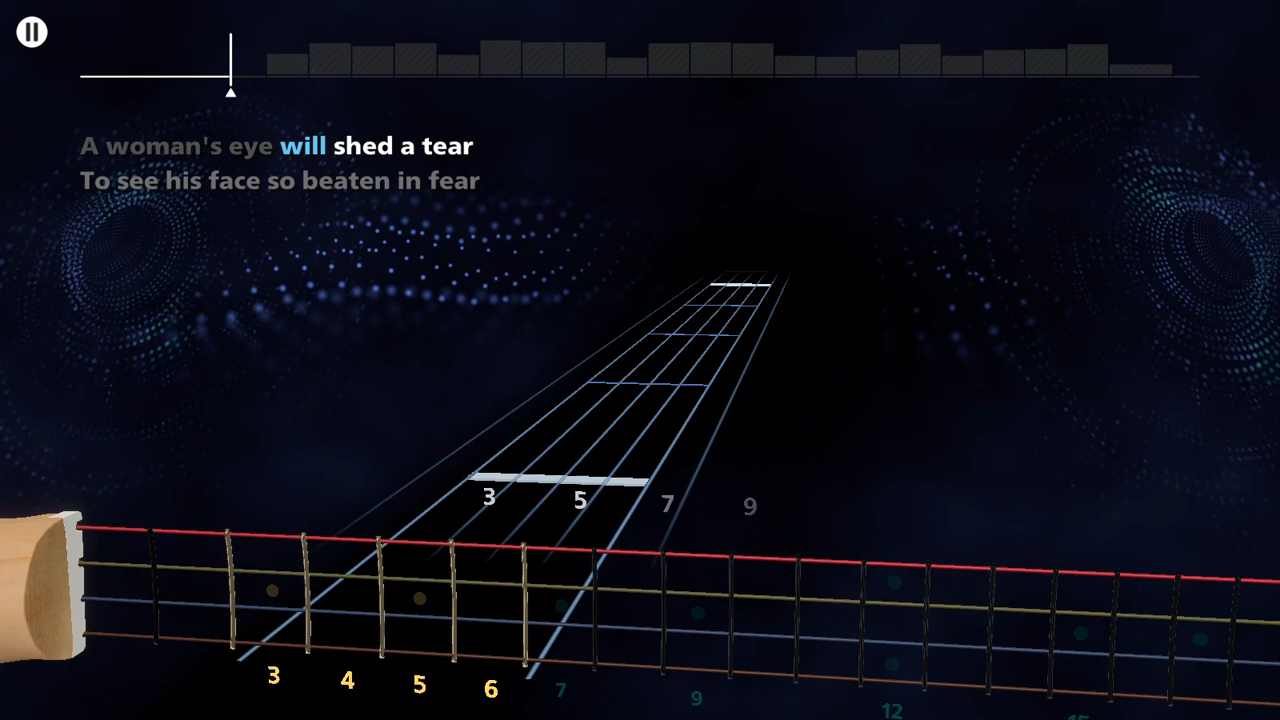 A woman's eye will shed a tear
To see his face so beaten in fear
3 5 7 9
3 4 5 6 7 9 12